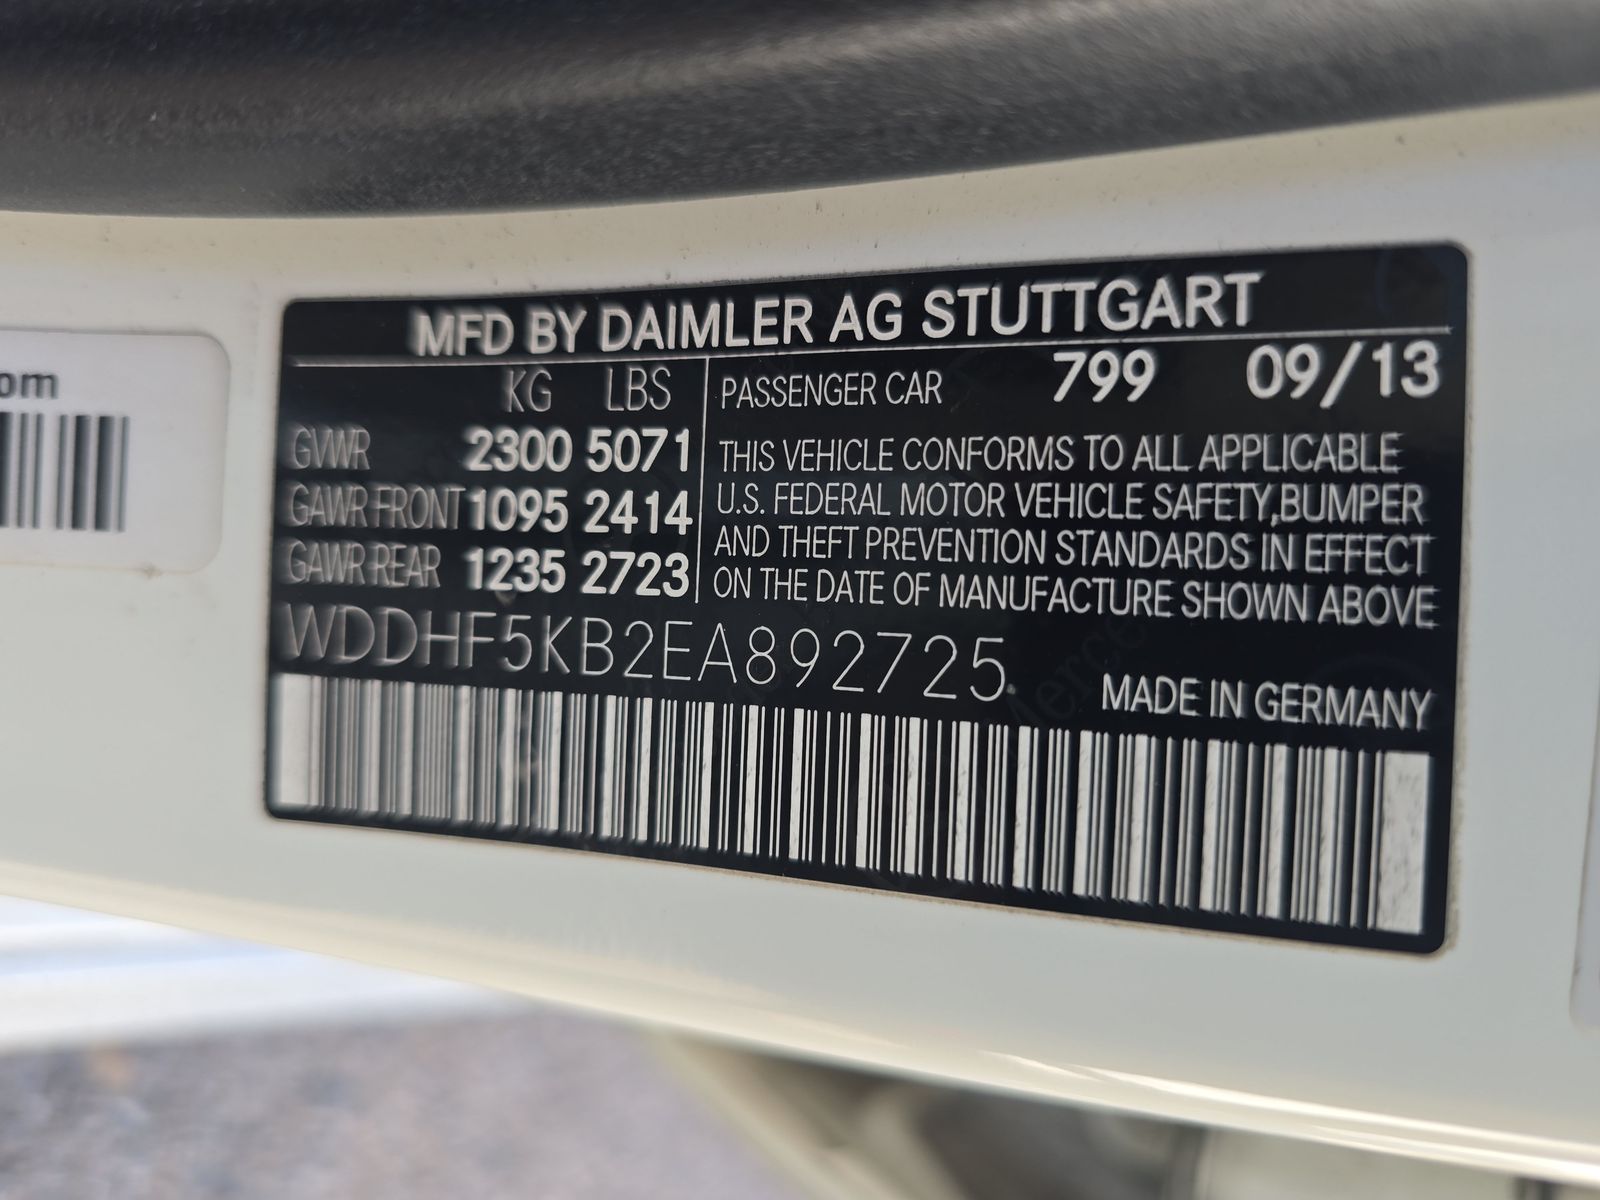 MFD BY DAIMLER AG STUTTGART
KG LBS
GVWR 2300 5071
GAWR FRONT 1095 2414
GAWR REAR 1235 2723
PASSENGER CAR 799 09/13
THIS VEHICLE CONFORMS TO ALL APPLICABLE
U.S. FEDERAL MOTOR VEHICLE SAFETY,BUMPER
AND THEFT PREVENTION STANDARDS IN EFFECT
ON THE DATE OF MANUFACTURE SHOWN ABOVE
WDDHF5KB2EA892725
MADE IN GERMANY
om